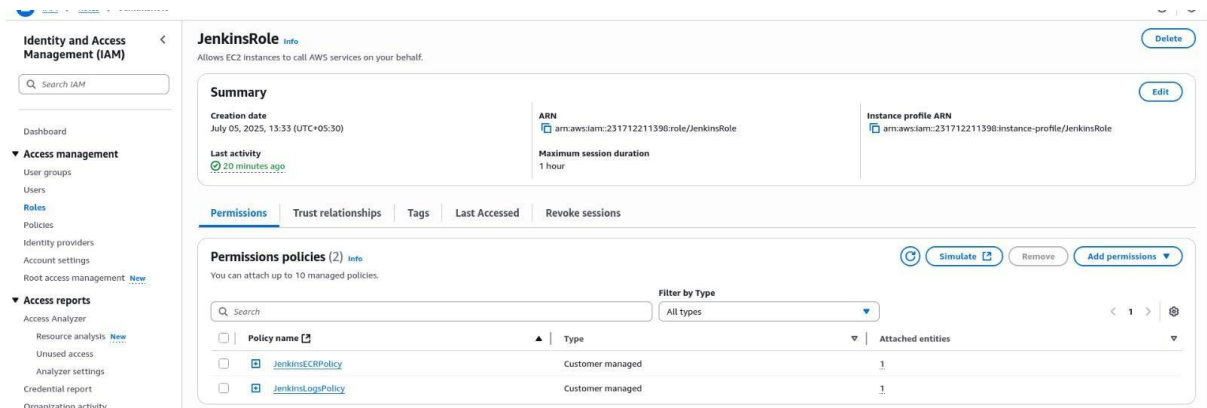 Identity and Access Management (IAM)
Search IAM
Dashboard
Access management
User groups
Users
Roles
Policies
Identity providers
Account settings
Root access management New
Access reports
Access Analyzer
Resource analysis New
Unused access
Analyzer settings
Credential report
Organization activity
JenkinsRole Info
Delete
Allows EC2 instances to call AWS services on your behalf.
Summary
Edit
Creation date
July 05, 2025, 13:33 (UTC+05:30)
ARN
arn:aws:iam::231712211398:role/JenkinsRole
Instance profile ARN
arn:aws:iam::231712211398:instance-profile/JenkinsRole
Last activity
20 minutes ago
Maximum session duration
1 hour
Permissions
Trust relationships
Tags
Last Accessed
Revoke sessions
Permissions policies (2) Info
Simulate
Remove
Add permissions
You can attach up to 10 managed policies.
Filter by Type
Search
All types
1
Policy name
Type
Attached entities
JenkinsECRPolicy
Customer managed
1
JenkinsLogsPolicy
Customer managed
1